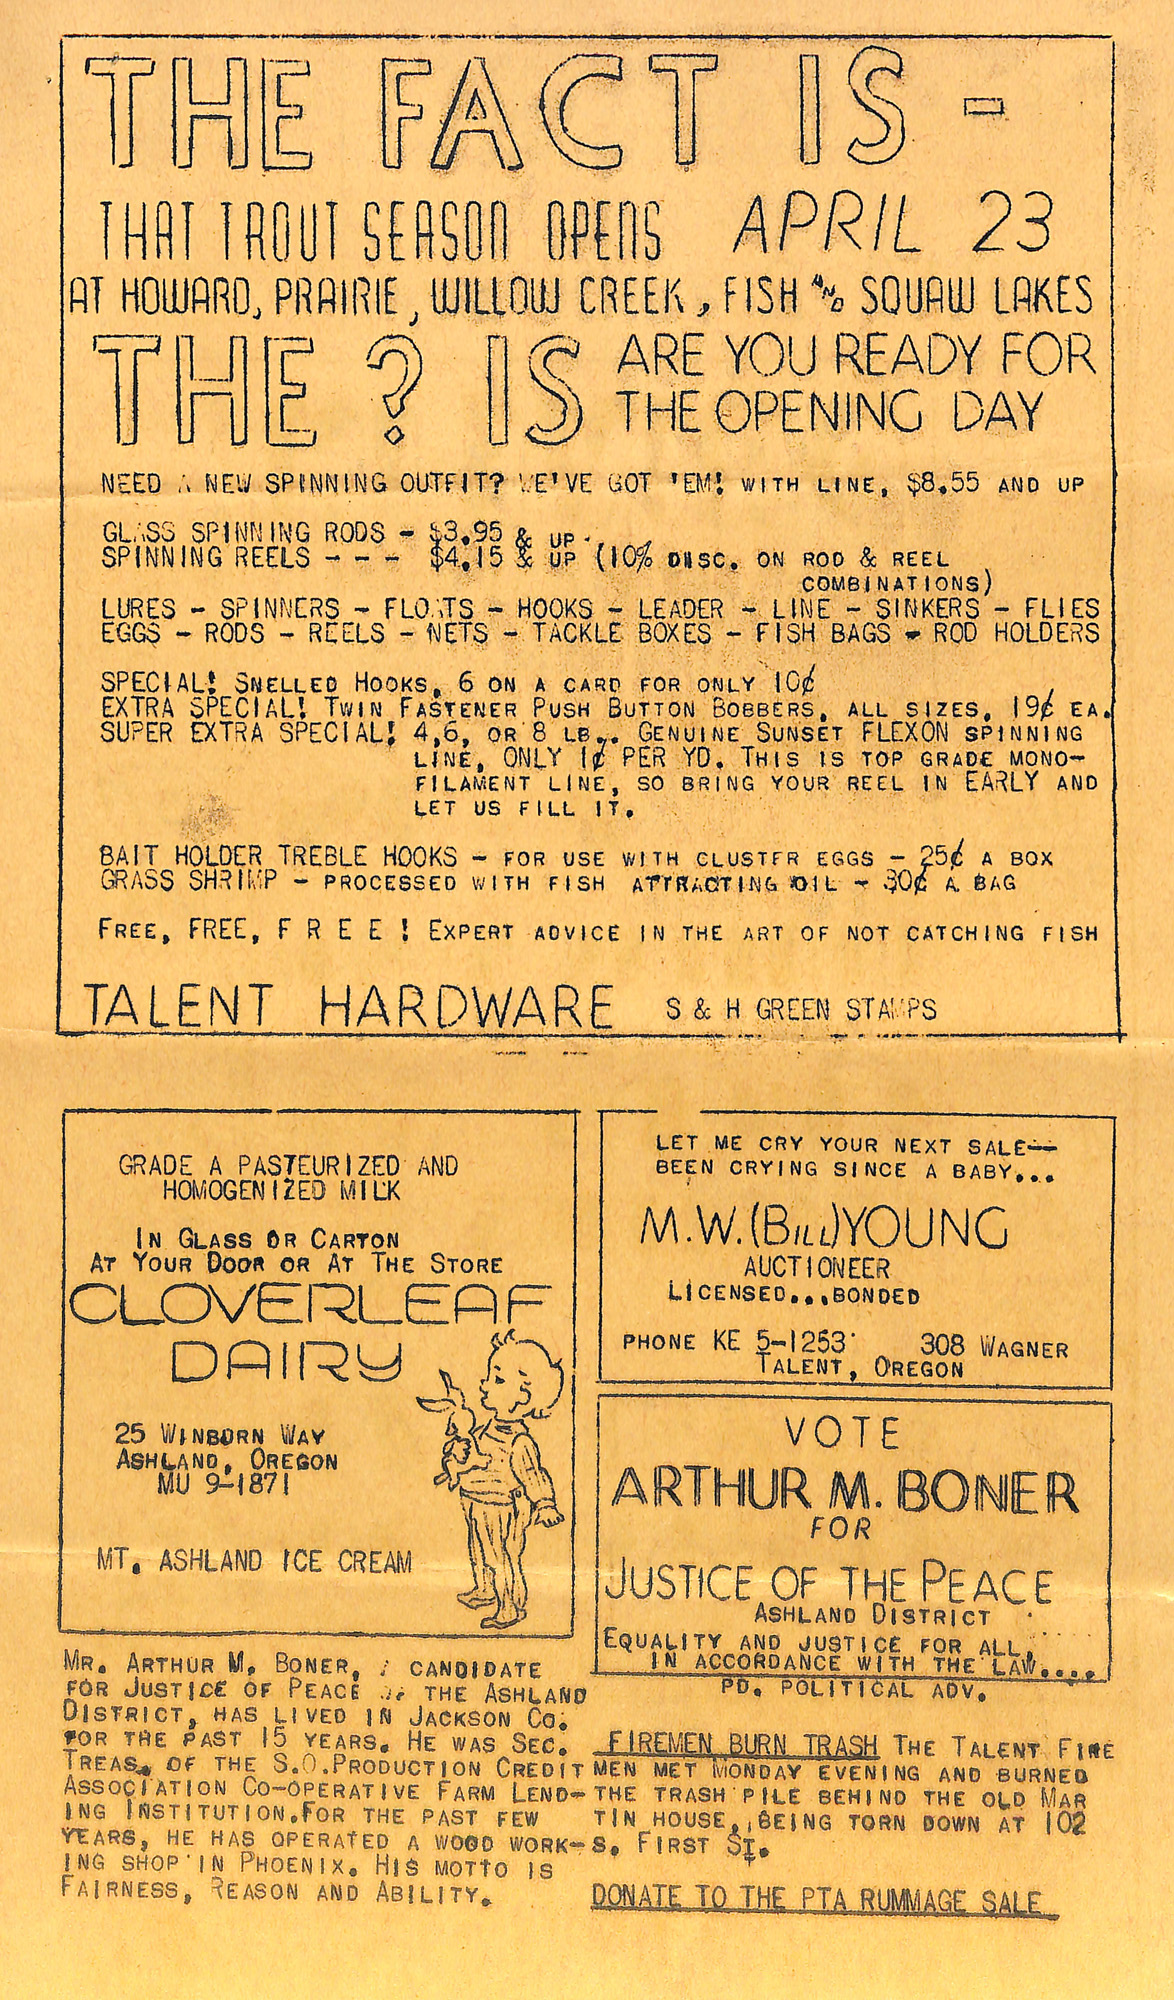 THE FACT IS -
THAT TROUT SEASON OPENS APRIL 23
AT HOWARD, PRAIRIE, WILLOW CREEK, FISH AND SQUAW LAKES
THE ? IS ARE YOU READY FOR
THE OPENING DAY
NEED A NEW SPINNING OUTFIT? WE'VE GOT 'EM! WITH LINE, $8.55 AND UP
GLASS SPINNING RODS - $3.95 & UP.
SPINNING REELS - - - $4.15 & UP (10% DISC. ON ROD & REEL
COMBINATIONS)
LURES - SPINNERS - FLOATS - HOOKS - LEADER - LINE - SINKERS - FLIES
EGGS - RODS - REELS - NETS - TACKLE BOXES - FISH BAGS - ROD HOLDERS
SPECIAL! SNELLED HOOKS, 6 ON A CARD FOR ONLY 10¢
EXTRA SPECIAL! TWIN FASTENER PUSH BUTTON BOBBERS, ALL SIZES, 19¢ EA.
SUPER EXTRA SPECIAL! 4,6, OR 8 LB.. GENUINE SUNSET FLEXON SPINNING
LINE, ONLY 1¢ PER YD. THIS IS TOP GRADE MONO-
FILAMENT LINE, SO BRING YOUR REEL IN EARLY AND
LET US FILL IT.
BAIT HOLDER TREBLE HOOKS - FOR USE WITH CLUSTER EGGS - 25¢ A BOX
GRASS SHRIMP - PROCESSED WITH FISH ATTRACTING OIL - 30¢ A BAG
FREE, FREE, F R E E ! EXPERT ADVICE IN THE ART OF NOT CATCHING FISH
TALENT HARDWARE S & H GREEN STAMPS
GRADE A PASTEURIZED AND
HOMOGENIZED MILK
IN GLASS OR CARTON
AT YOUR DOOR OR AT THE STORE
CLOVERLEAF
DAIRY
25 WINBURN WAY
ASHLAND, OREGON
MU 9-1871
MT. ASHLAND ICE CREAM
LET ME CRY YOUR NEXT SALE--
BEEN CRYING SINCE A BABY...
M.W.(BILL)YOUNG
AUCTIONEER
LICENSED...BONDED
PHONE KE 5-1253 308 WAGNER
TALENT, OREGON
VOTE
ARTHUR M. BONER
FOR
JUSTICE OF THE PEACE
ASHLAND DISTRICT
EQUALITY AND JUSTICE FOR ALL,
IN ACCORDANCE WITH THE LAW....
PD. POLITICAL ADV.
MR. ARTHUR M. BONER, A CANDIDATE
FOR JUSTICE OF PEACE OF THE ASHLAND
DISTRICT, HAS LIVED IN JACKSON CO.
FOR THE PAST 15 YEARS. HE WAS SEC.
TREAS. OF THE S.O.PRODUCTION CREDIT
ASSOCIATION CO-OPERATIVE FARM LEND-
ING INSTITUTION.FOR THE PAST FEW
YEARS, HE HAS OPERATED A WOOD WORK-
ING SHOP IN PHOENIX. HIS MOTTO IS
FAIRNESS, REASON AND ABILITY.
FIREMEN BURN TRASH THE TALENT FIRE
MEN MET MONDAY EVENING AND BURNED
THE TRASH PILE BEHIND THE OLD MAR
TIN HOUSE, BEING TORN DOWN AT 102
S. FIRST ST.
DONATE TO THE PTA RUMMAGE SALE